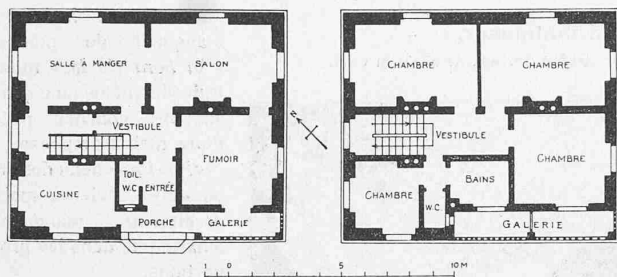 SALLE À MANGER
SALON
VESTIBULE
FUMOIR
CUISINE
TOIL.
W.C.
ENTRÉE
PORCHE
GALERIE
N
CHAMBRE
CHAMBRE
VESTIBULE
CHAMBRE
CHAMBRE
BAINS
W.C.
GALERIE
1 0 5 10 M